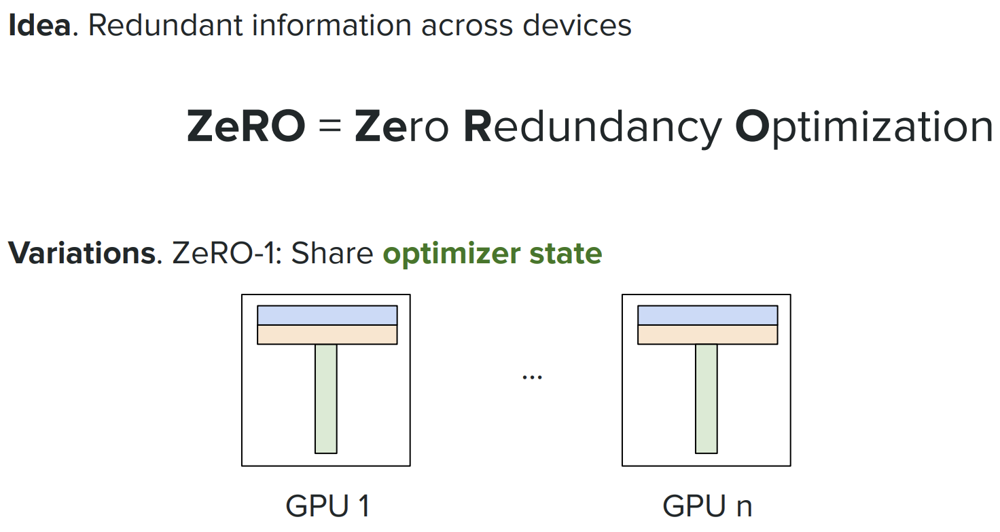 Idea. Redundant information across devices
ZeRO = Zero Redundancy Optimization
Variations. ZeRO-1: Share optimizer state
...
GPU 1
GPU n